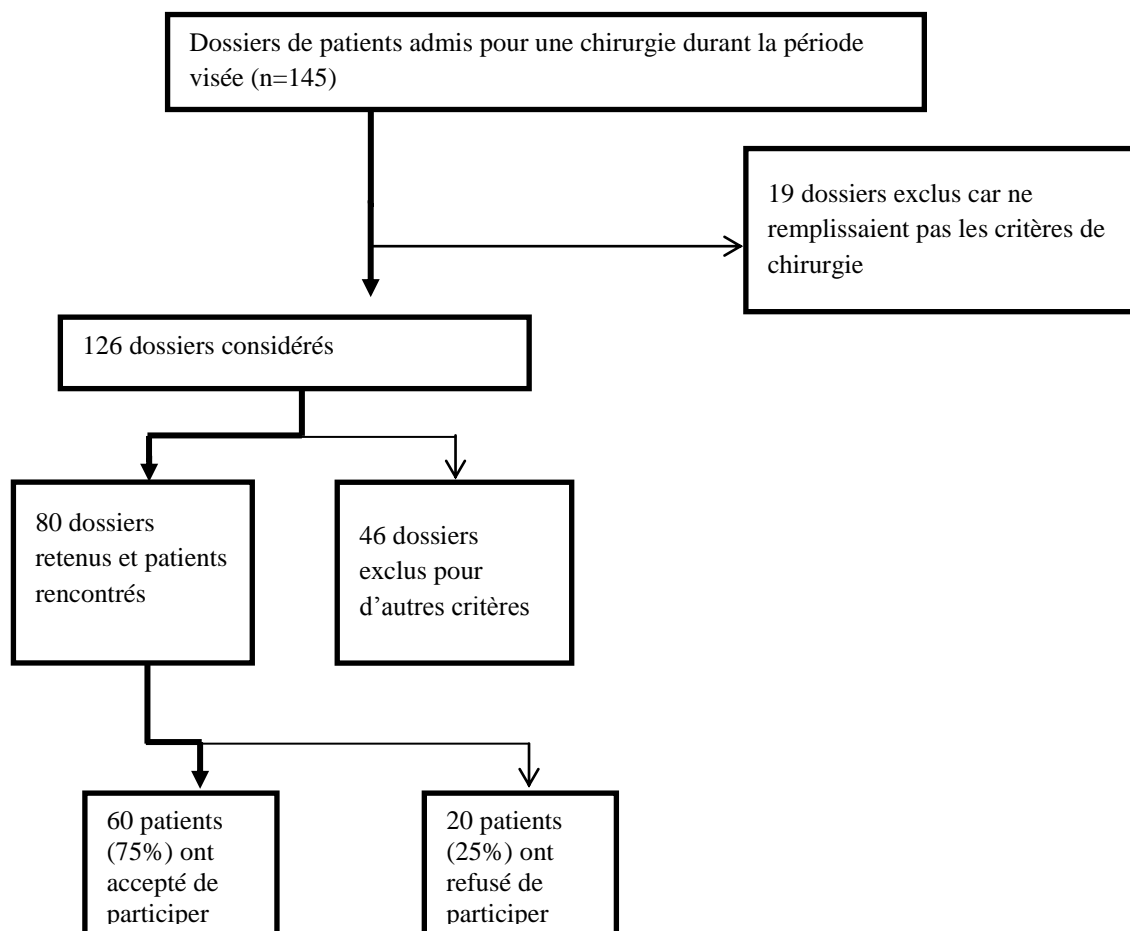 Dossiers de patients admis pour une chirurgie durant la période
visée (n=145)
19 dossiers exclus car ne
remplissaient pas les critères de
chirurgie
126 dossiers considérés
80 dossiers
retenus et patients
rencontrés
46 dossiers
exclus pour
d’autres critères
60 patients
(75%) ont
accepté de
participer
20 patients
(25%) ont
refusé de
participer